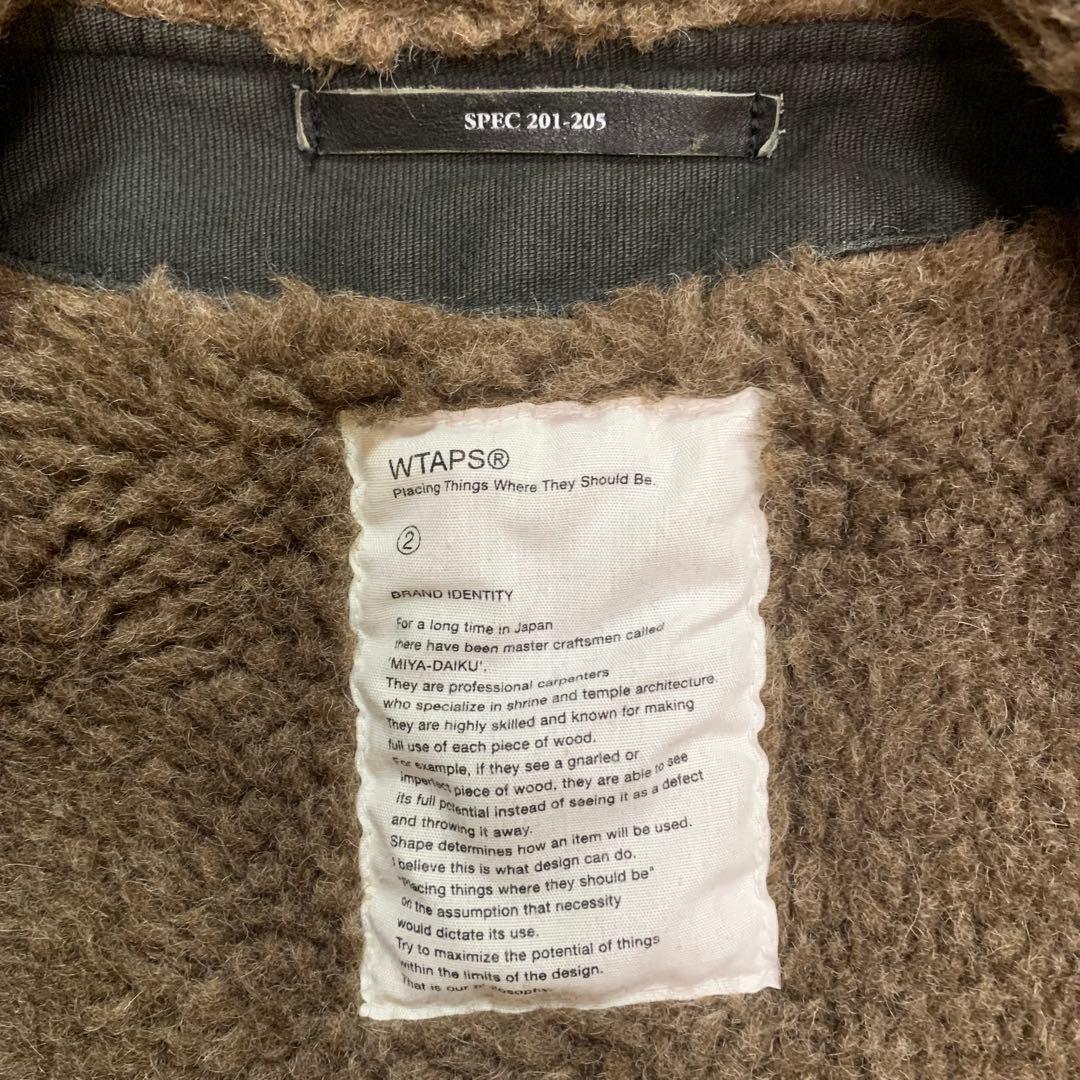 SPEC 201-205
WTAPS®
Placing Things Where They Should Be.
②
BRAND IDENTITY
For a long time in Japan
there have been master craftsmen called
'MIYA-DAIKU'.
They are professional carpenters
who specialize in shrine and temple architecture.
They are highly skilled and known for making
full use of each piece of wood.
For example, if they see a gnarled or
imperfect piece of wood, they are able to see
its full potential instead of seeing it as a defect
and throwing it away.
Shape determines how an item will be used.
I believe this is what design can do.
"Placing things where they should be"
on the assumption that necessity
would dictate its use.
Try to maximize the potential of things
within the limits of the design.
That is our philosophy.